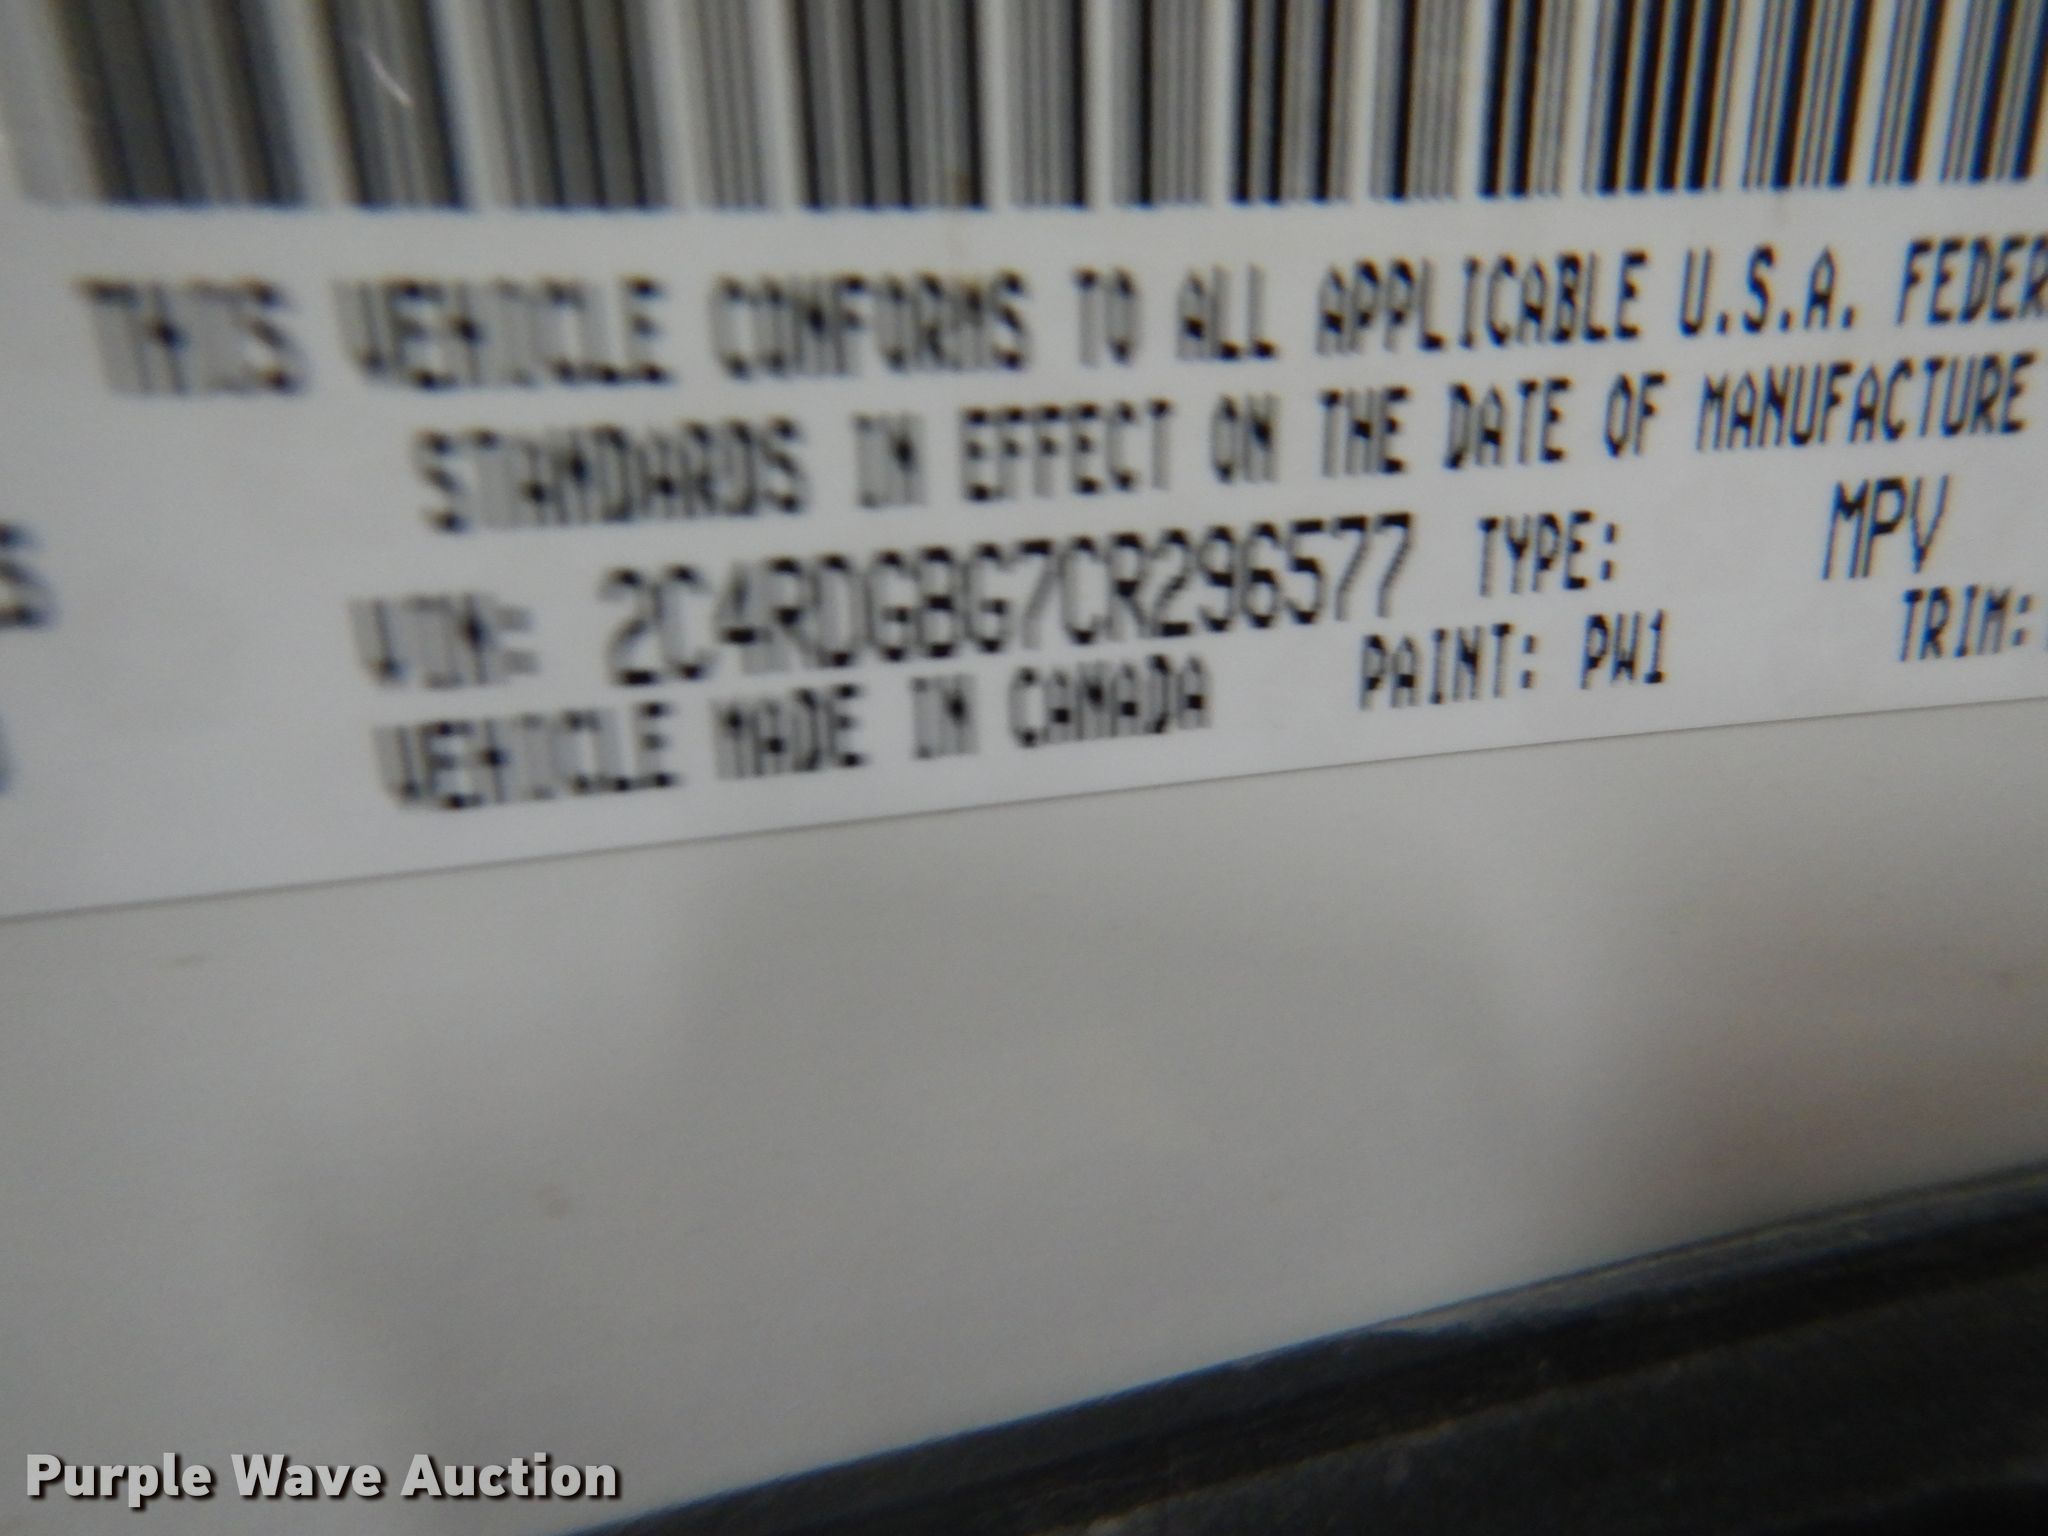 THIS VEHICLE CONFORMS TO ALL APPLICABLE U.S.A. FEDER
STANDARDS IN EFFECT ON THE DATE OF MANUFACTURE
VIN: 2C4RDGBG7CR296577 TYPE: MPV
VEHICLE MADE IN CANADA PAINT: PW1 TRIM:
Purple Wave Auction